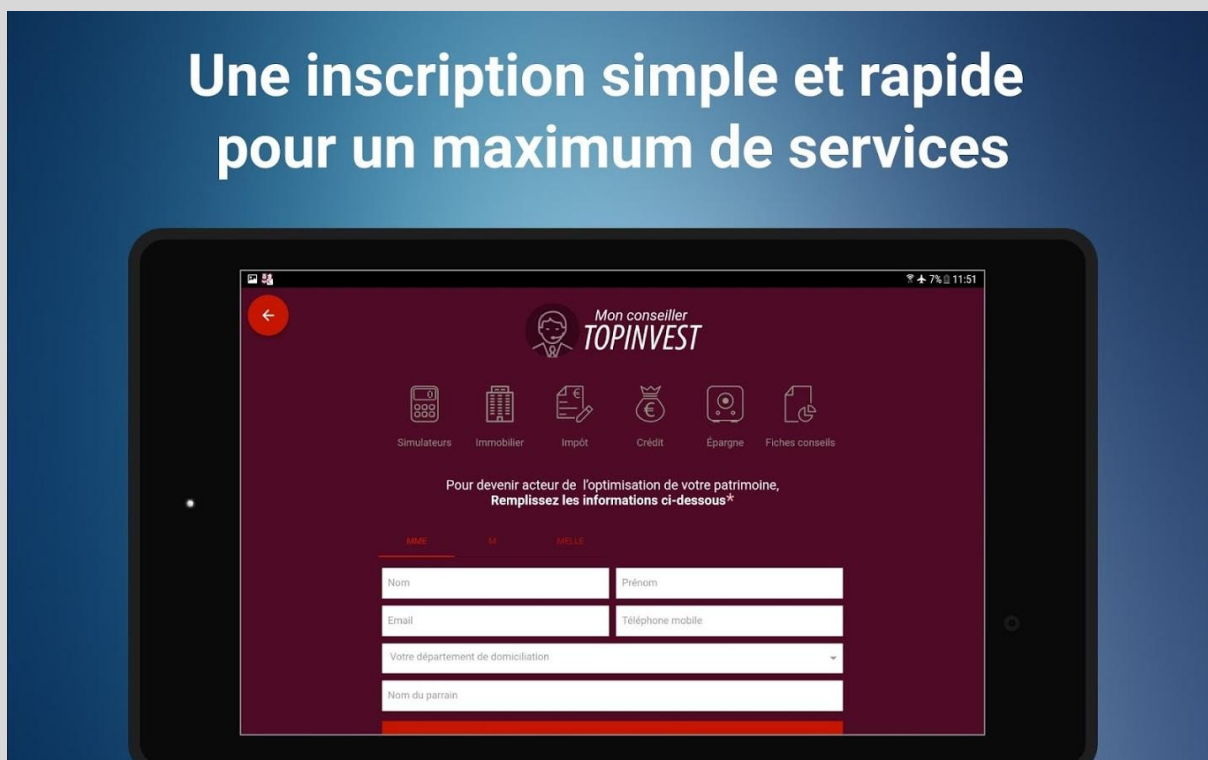 Une inscription simple et rapide
pour un maximum de services
7% 11:51
Mon conseiller
TOPINVEST
0
Simulateurs Immobilier Impôt Crédit Épargne Fiches conseils
Pour devenir acteur de l'optimisation de votre patrimoine,
Remplissez les informations ci-dessous*
MME M MELLE
Nom Prénom
Email Téléphone mobile
Votre département de domiciliation
Nom du parrain